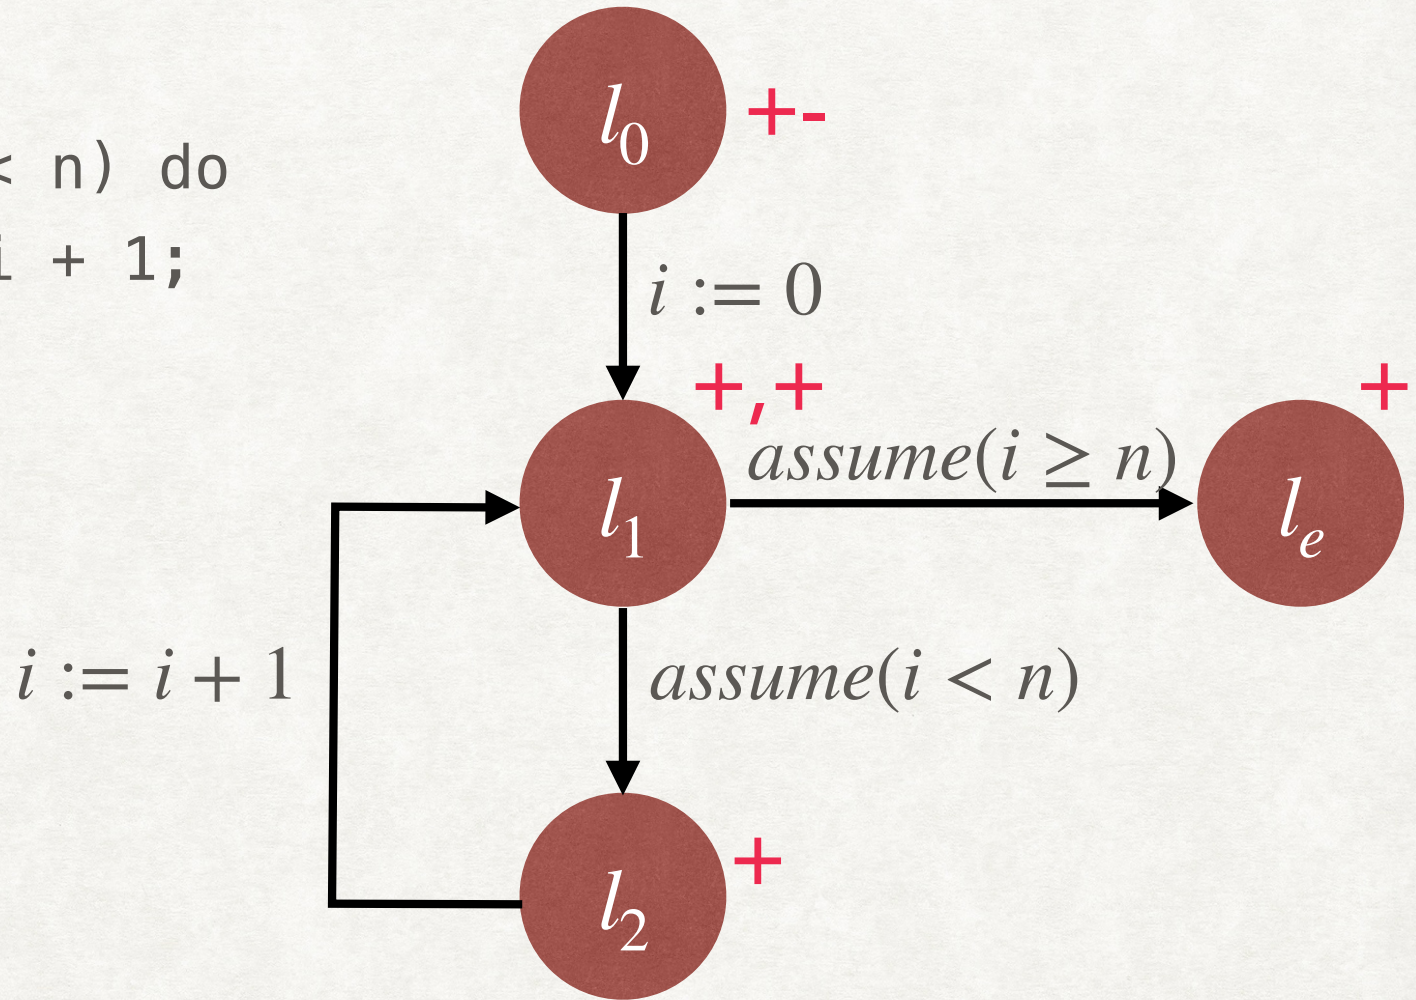 l₀ +-
< n) do
i + 1;
i := 0
+,+ +
assume(i ≥ n)
l₁ lₑ
i := i + 1 assume(i < n)
+
l₂